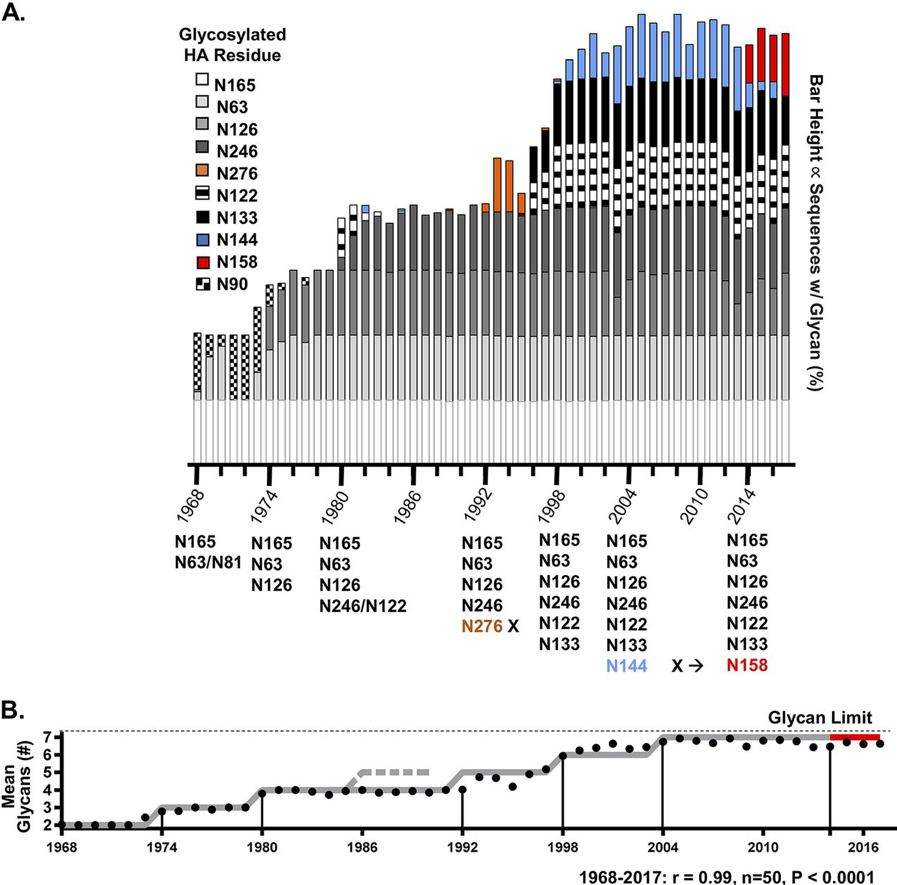 A.
Glycosylated
HA Residue
N165
N63
N126
N246
N276
N122
N133
N144
N158
N90
Bar Height ∝ Sequences w/ Glycan (%)
1968 1974 1980 1986 1992 1998 2004 2010 2014
N165 N165 N165 N165 N165 N165 N165
N63/N81 N63 N63 N63 N63 N63 N63
N126 N126 N126 N126 N126 N126
N246/N122 N246 N246 N246 N246
N276 X N122 N122 N122
N133 N133 N133
N144 X → N158
B.
Glycan Limit
Mean
Glycans (#)
7
6
5
4
3
2
1968 1974 1980 1986 1992 1998 2004 2010 2016
1968-2017: r = 0.99, n=50, P < 0.0001